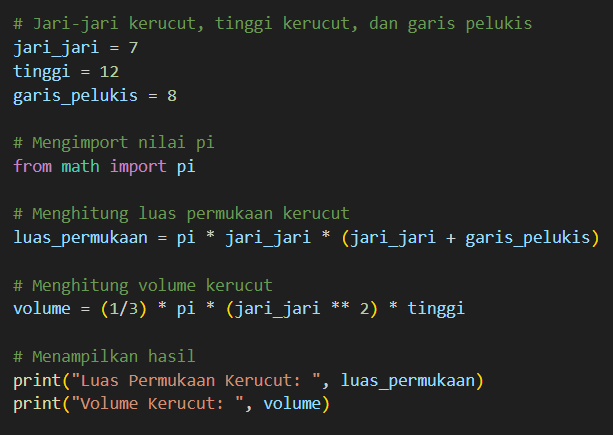 # Jari-jari kerucut, tinggi kerucut, dan garis pelukis
jari_jari = 7
tinggi = 12
garis_pelukis = 8
# Mengimport nilai pi
from math import pi
# Menghitung luas permukaan kerucut
luas_permukaan = pi * jari_jari * (jari_jari + garis_pelukis)
# Menghitung volume kerucut
volume = (1/3) * pi * (jari_jari ** 2) * tinggi
# Menampilkan hasil
print("Luas Permukaan Kerucut: ", luas_permukaan)
print("Volume Kerucut: ", volume)